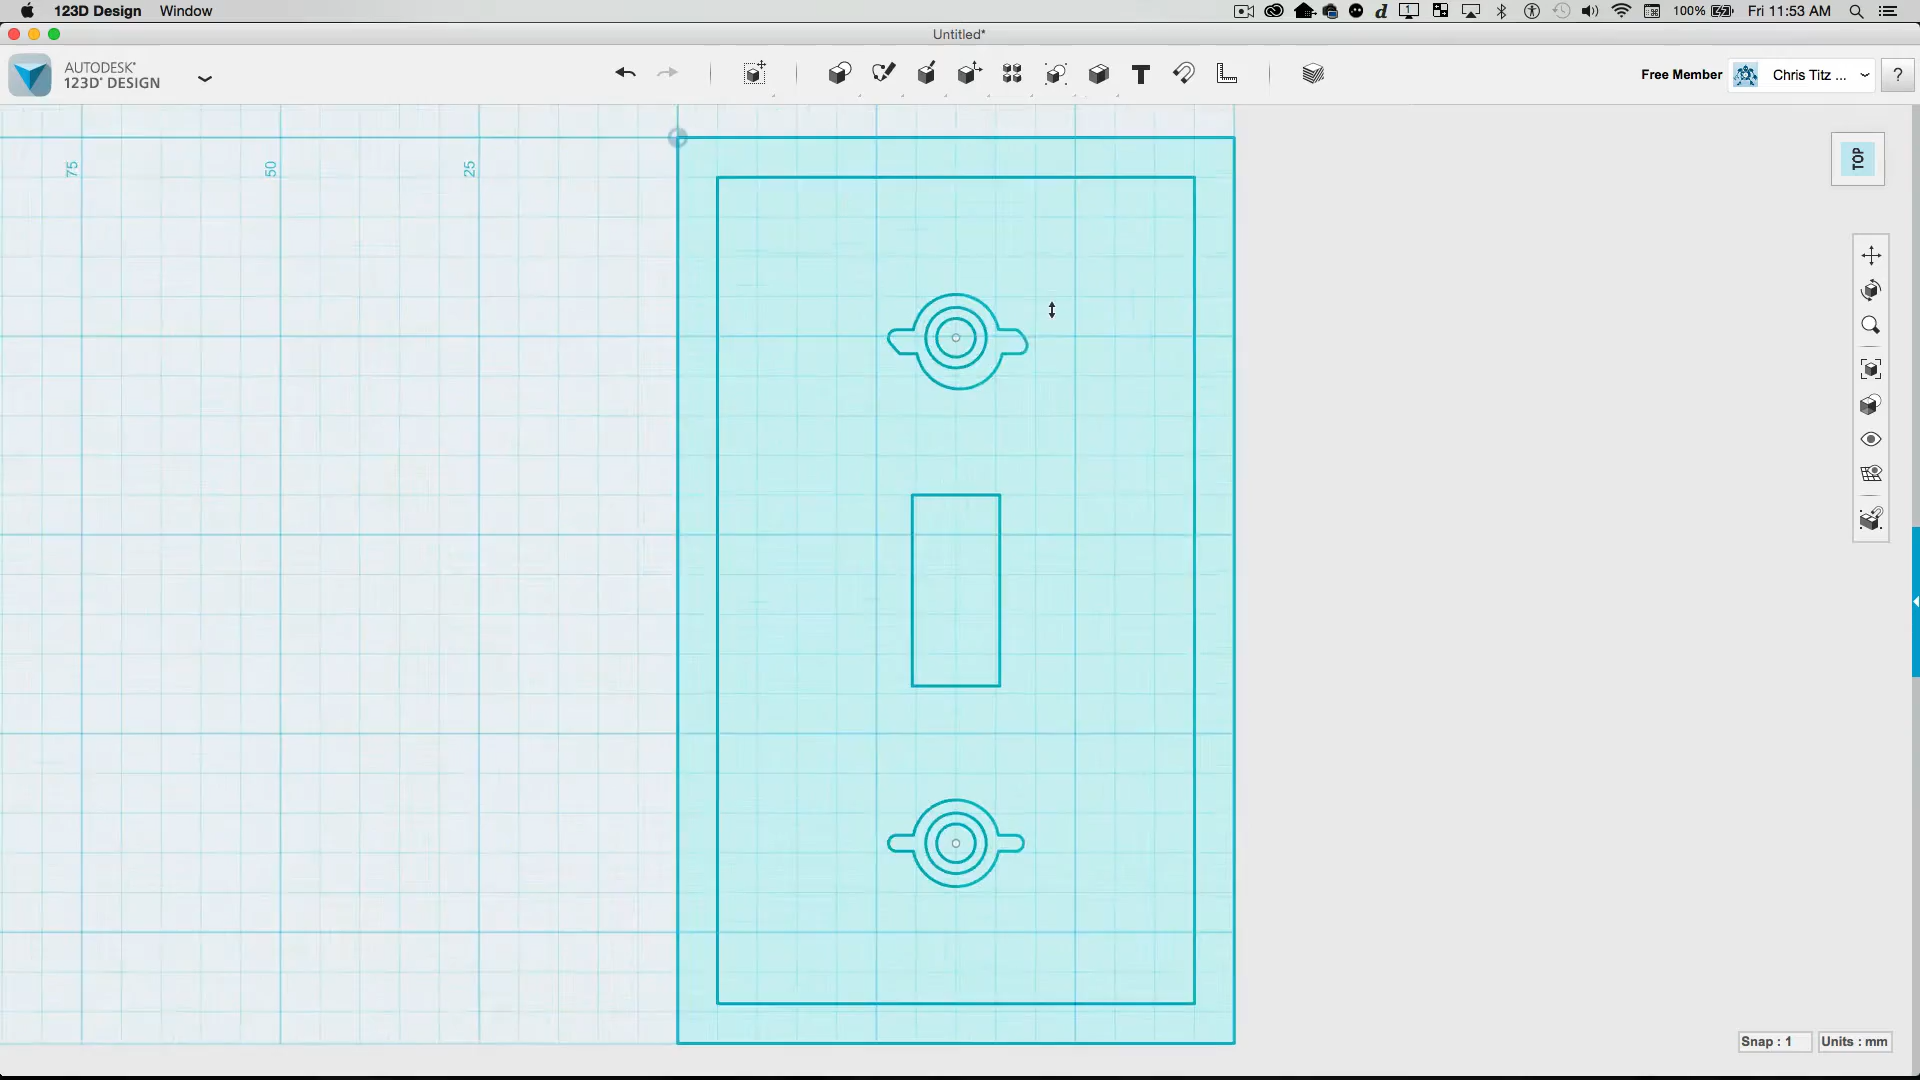 123D Design Window
d 1 100% Fri 11:53 AM
Untitled*
AUTODESK®
123D® DESIGN
T
Free Member Chris Titz ... ?
75 50 25
TOP
Snap : 1 Units : mm